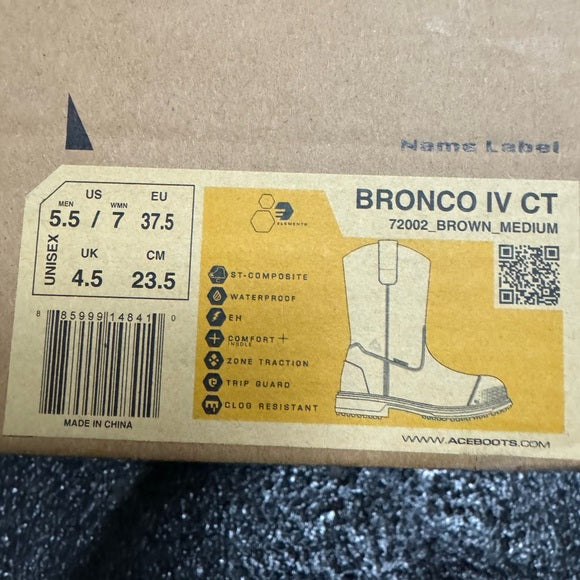 Name Label
US EU
MEN WMN
5.5 / 7 37.5
UK CM
4.5 23.5
UNISEX
8 85999 14841 0
MADE IN CHINA
ELEMENTS
ST-COMPOSITE
WATERPROOF
EH
COMFORT +
INSOLE
ZONE TRACTION
TRIP GUARD
CLOG RESISTANT
BRONCO IV CT
72002_BROWN_MEDIUM
WWW.ACEBOOTS.COM